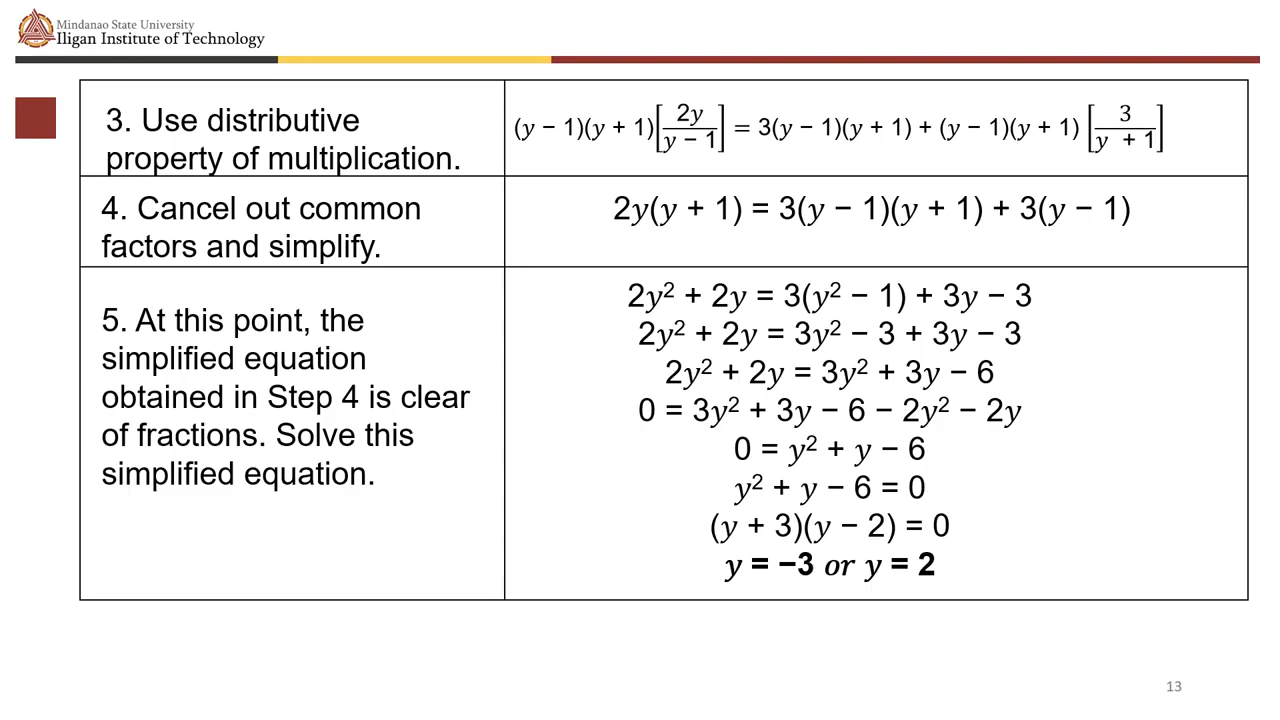 Mindanao State University
Iligan Institute of Technology
3. Use distributive
property of multiplication.
(y − 1)(y + 1)[2y / y − 1] = 3(y − 1)(y + 1) + (y − 1)(y + 1) [3 / y + 1]
4. Cancel out common
factors and simplify.
2y(y + 1) = 3(y − 1)(y + 1) + 3(y − 1)
5. At this point, the
simplified equation
obtained in Step 4 is clear
of fractions. Solve this
simplified equation.
2y² + 2y = 3(y² − 1) + 3y − 3
2y² + 2y = 3y² − 3 + 3y − 3
2y² + 2y = 3y² + 3y − 6
0 = 3y² + 3y − 6 − 2y² − 2y
0 = y² + y − 6
y² + y − 6 = 0
(y + 3)(y − 2) = 0
y = −3 or y = 2
13